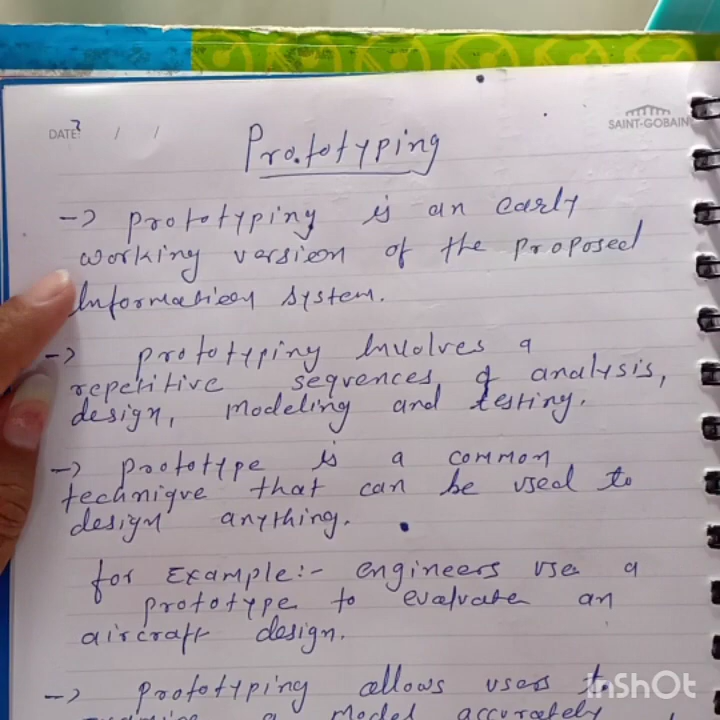 DATE / /
SAINT-GOBAIN
Prototyping
-> prototyping is an early
working version of the proposed
Information system.
-> prototyping Involves a
repetitive sequences of analysis,
design, modeling and testing.
-> prototype is a common
technique that can be used to
design anything.
for Example:- engineers use a
prototype to evaluate an
aircraft design.
-> prototyping allows users to
a model accurately
InShOt